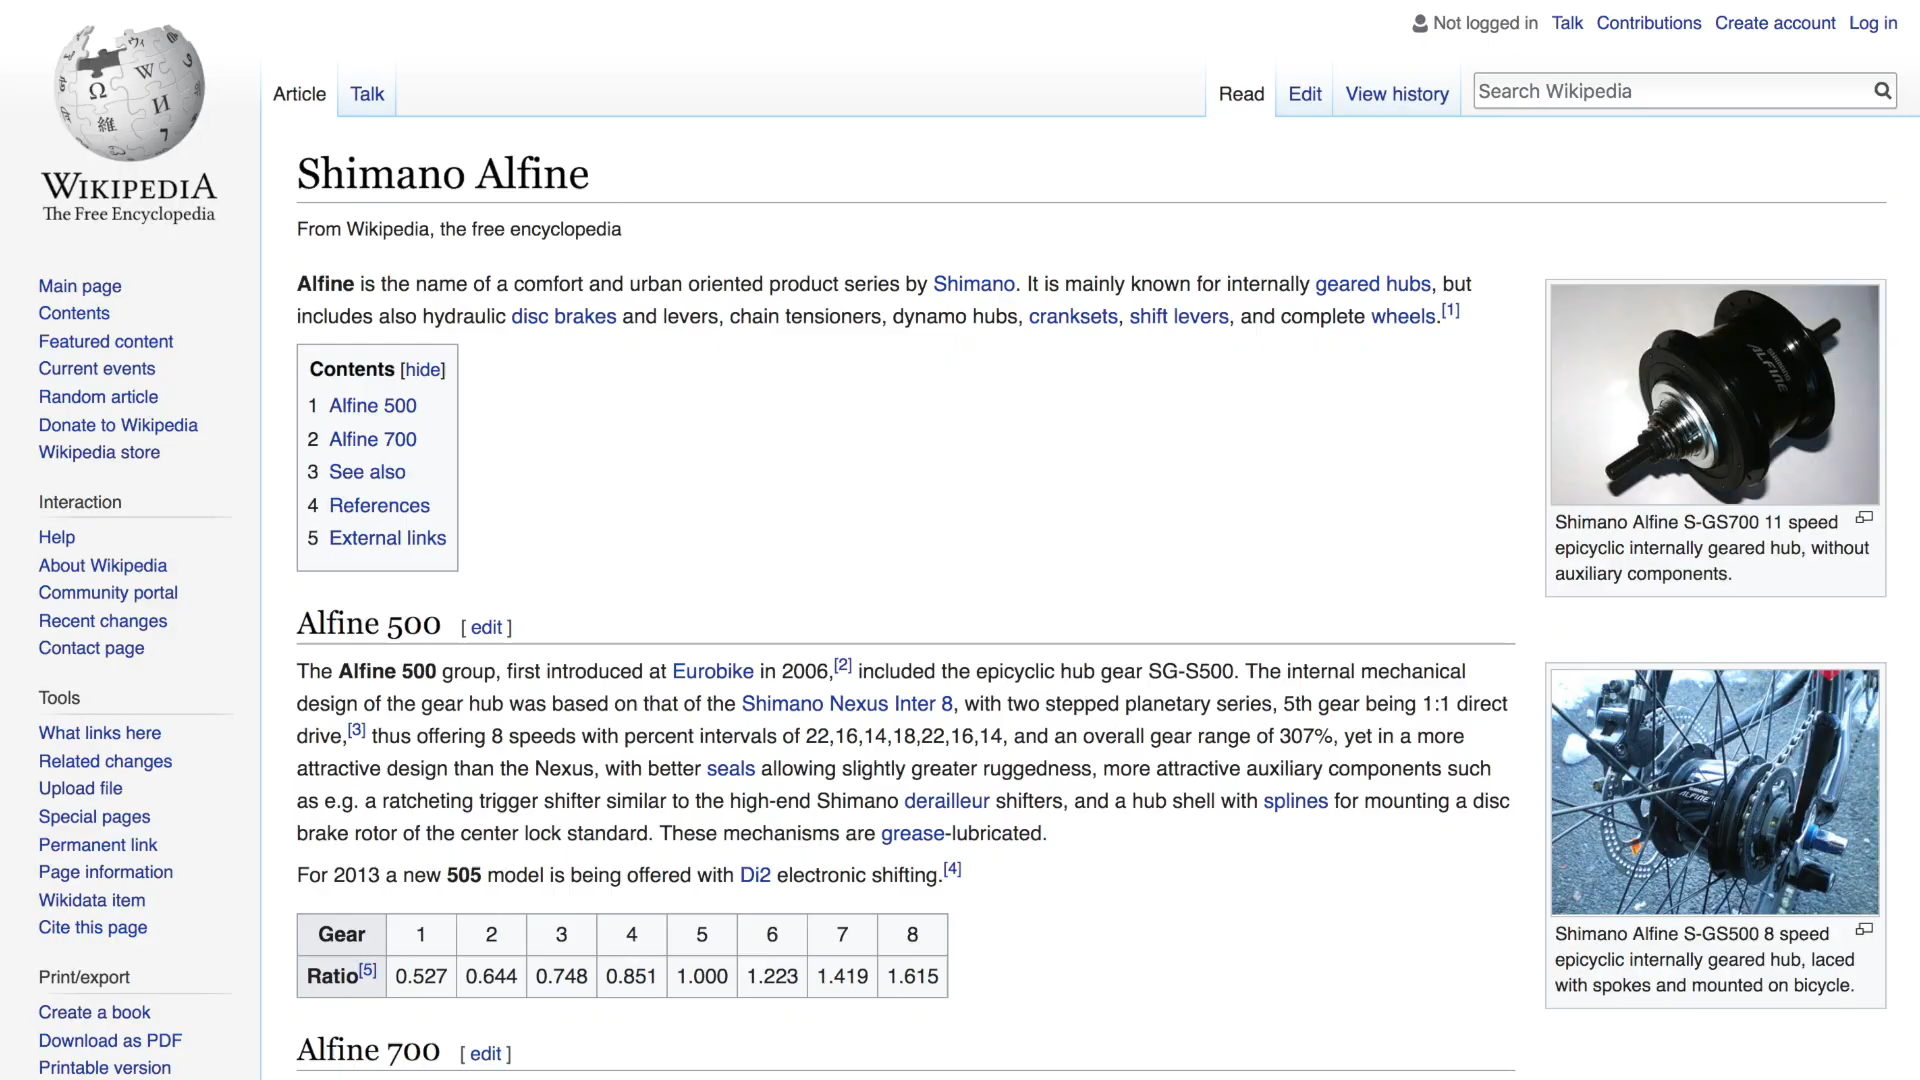 Not logged in Talk Contributions Create account Log in
Article Talk Read Edit View history Search Wikipedia
WIKIPEDIA
The Free Encyclopedia
Main page
Contents
Featured content
Current events
Random article
Donate to Wikipedia
Wikipedia store
Interaction
Help
About Wikipedia
Community portal
Recent changes
Contact page
Tools
What links here
Related changes
Upload file
Special pages
Permanent link
Page information
Wikidata item
Cite this page
Print/export
Create a book
Download as PDF
Printable version
Shimano Alfine
From Wikipedia, the free encyclopedia
Alfine is the name of a comfort and urban oriented product series by Shimano. It is mainly known for internally geared hubs, but
includes also hydraulic disc brakes and levers, chain tensioners, dynamo hubs, cranksets, shift levers, and complete wheels.[1]
Contents [hide]
1 Alfine 500
2 Alfine 700
3 See also
4 References
5 External links
SHIMANO
ALFINE
Shimano Alfine S-GS700 11 speed
epicyclic internally geared hub, without
auxiliary components.
Alfine 500 [ edit ]
The Alfine 500 group, first introduced at Eurobike in 2006,[2] included the epicyclic hub gear SG-S500. The internal mechanical
design of the gear hub was based on that of the Shimano Nexus Inter 8, with two stepped planetary series, 5th gear being 1:1 direct
drive,[3] thus offering 8 speeds with percent intervals of 22,16,14,18,22,16,14, and an overall gear range of 307%, yet in a more
attractive design than the Nexus, with better seals allowing slightly greater ruggedness, more attractive auxiliary components such
as e.g. a ratcheting trigger shifter similar to the high-end Shimano derailleur shifters, and a hub shell with splines for mounting a disc
brake rotor of the center lock standard. These mechanisms are grease-lubricated.
For 2013 a new 505 model is being offered with Di2 electronic shifting.[4]
Gear 1 2 3 4 5 6 7 8
Ratio[5] 0.527 0.644 0.748 0.851 1.000 1.223 1.419 1.615
ALFINE
Shimano Alfine S-GS500 8 speed
epicyclic internally geared hub, laced
with spokes and mounted on bicycle.
Alfine 700 [ edit ]